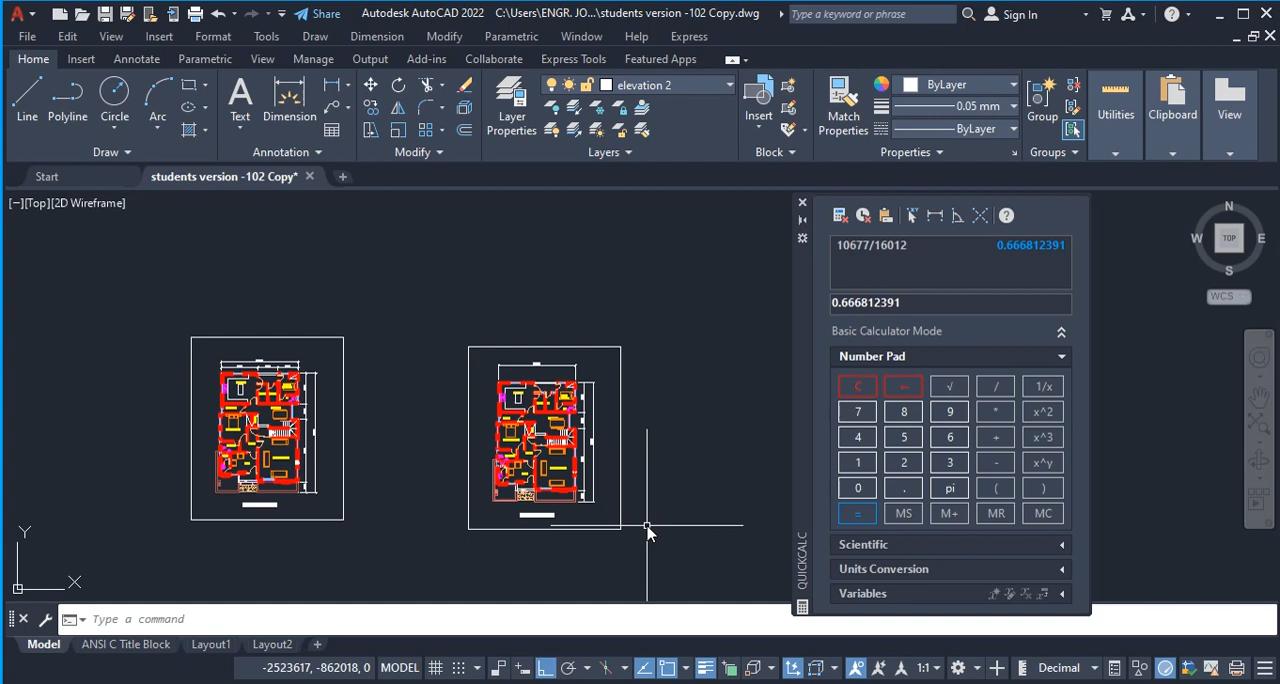 Share
Autodesk AutoCAD 2022 C:\Users\ENGR. JO...\students version -102 Copy.dwg
Type a keyword or phrase
Sign In
File Edit View Insert Format Tools Draw Dimension Modify Parametric Window Help Express
Home Insert Annotate Parametric View Manage Output Add-ins Collaborate Express Tools Featured Apps
elevation 2
ByLayer
0.05 mm
ByLayer
Line Polyline Circle Arc
Text Dimension
Layer Properties
Insert
Match Properties
Group
Utilities
Clipboard
View
Draw Annotation Modify Layers Block Properties Groups
Start students version -102 Copy*
[−][Top][2D Wireframe]
10677/16012 0.666812391
0.666812391
Basic Calculator Mode
Number Pad
C ← √ / 1/x
7 8 9 * x^2
4 5 6 + x^3
1 2 3 - x^y
0 . pi ( )
= MS M+ MR MC
Scientific
Units Conversion
Variables
QUICKCALC
N
W TOP E
S
WCS
Y
X
Type a command
Model ANSI C Title Block Layout1 Layout2
-2523617, -862018, 0 MODEL 1:1 Decimal